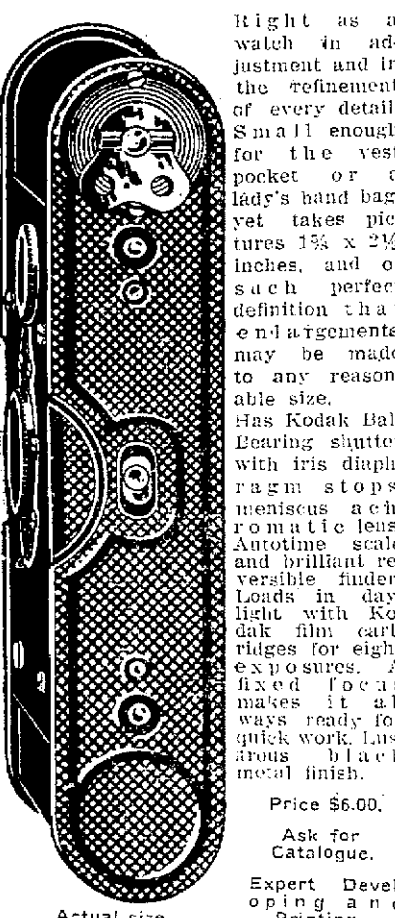 Right as a
watch in ad-
justment and in
the refinement
of every detail.
Small enough
for the vest
pocket or a
lady's hand bag,
yet takes pic-
tures 1¾ x 2½
inches, and of
such perfect
definition that
endargements
may be made
to any reason-
able size.
Has Kodak Ball
Bearing shutter
with iris diaph-
ragm stops,
meniscus ach-
romatic lens,
Autotime scale
and brilliant re-
versible finder.
Loads in day-
light with Ko-
dak film cart-
ridges for eight
exposures. A
fixed focus
makes it al-
ways ready for
quick work. Lus-
arous black
metal finish.
Price $6.00.
Ask for
Catalogue.
Expert Devel-
oping and
Printing
Actual size